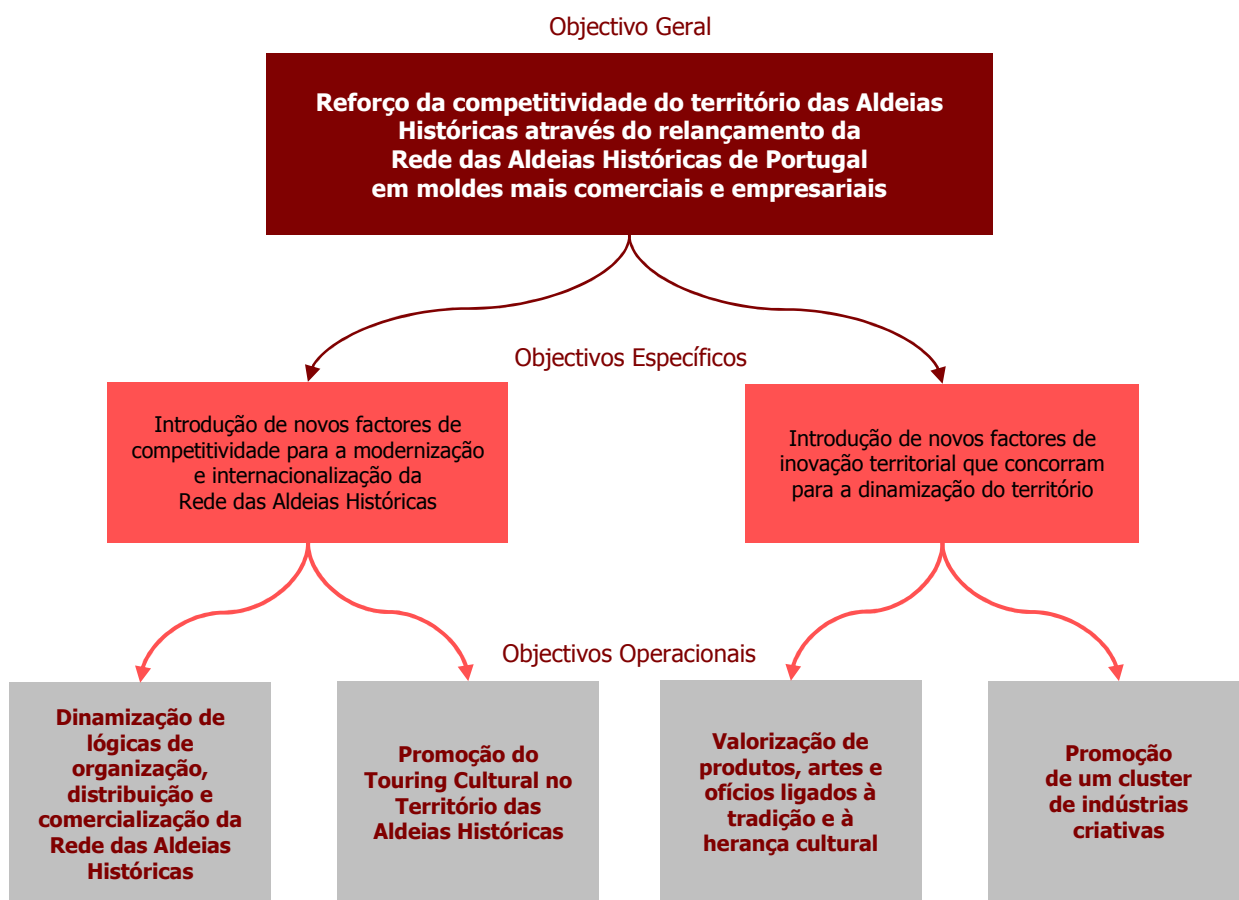 Objectivo Geral
Reforço da competitividade do território das Aldeias
Históricas através do relançamento da
Rede das Aldeias Históricas de Portugal
em moldes mais comerciais e empresariais
Objectivos Específicos
Introdução de novos factores de
competitividade para a modernização
e internacionalização da
Rede das Aldeias Históricas
Introdução de novos factores de
inovação territorial que concorram
para a dinamização do território
Objectivos Operacionais
Dinamização de
lógicas de
organização,
distribuição e
comercialização da
Rede das Aldeias
Históricas
Promoção do
Touring Cultural no
Território das
Aldeias Históricas
Valorização de
produtos, artes e
ofícios ligados à
tradição e à
herança cultural
Promoção
de um cluster
de indústrias
criativas